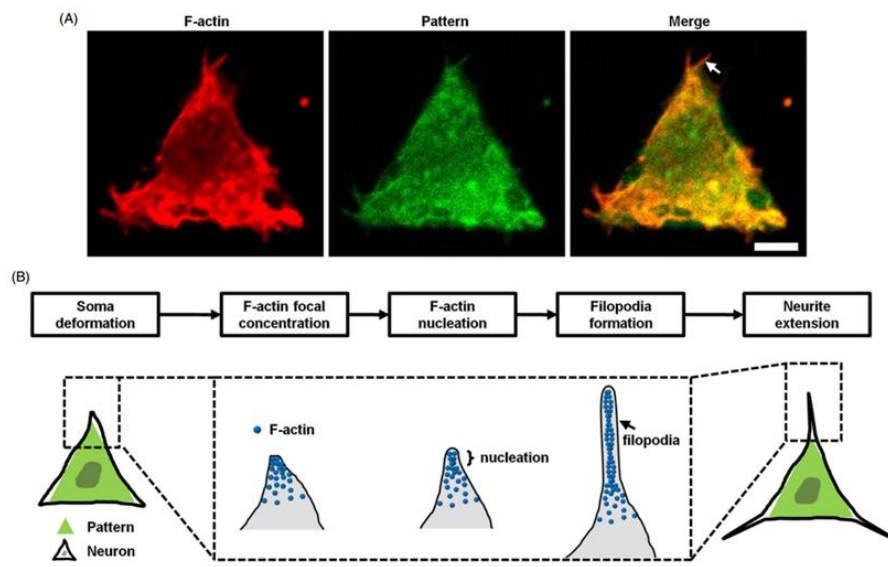 (A)
F-actin Pattern Merge
(B)
Soma
deformation
F-actin focal
concentration
F-actin
nucleation
Filopodia
formation
Neurite
extension
F-actin
} nucleation
filopodia
Pattern
Neuron